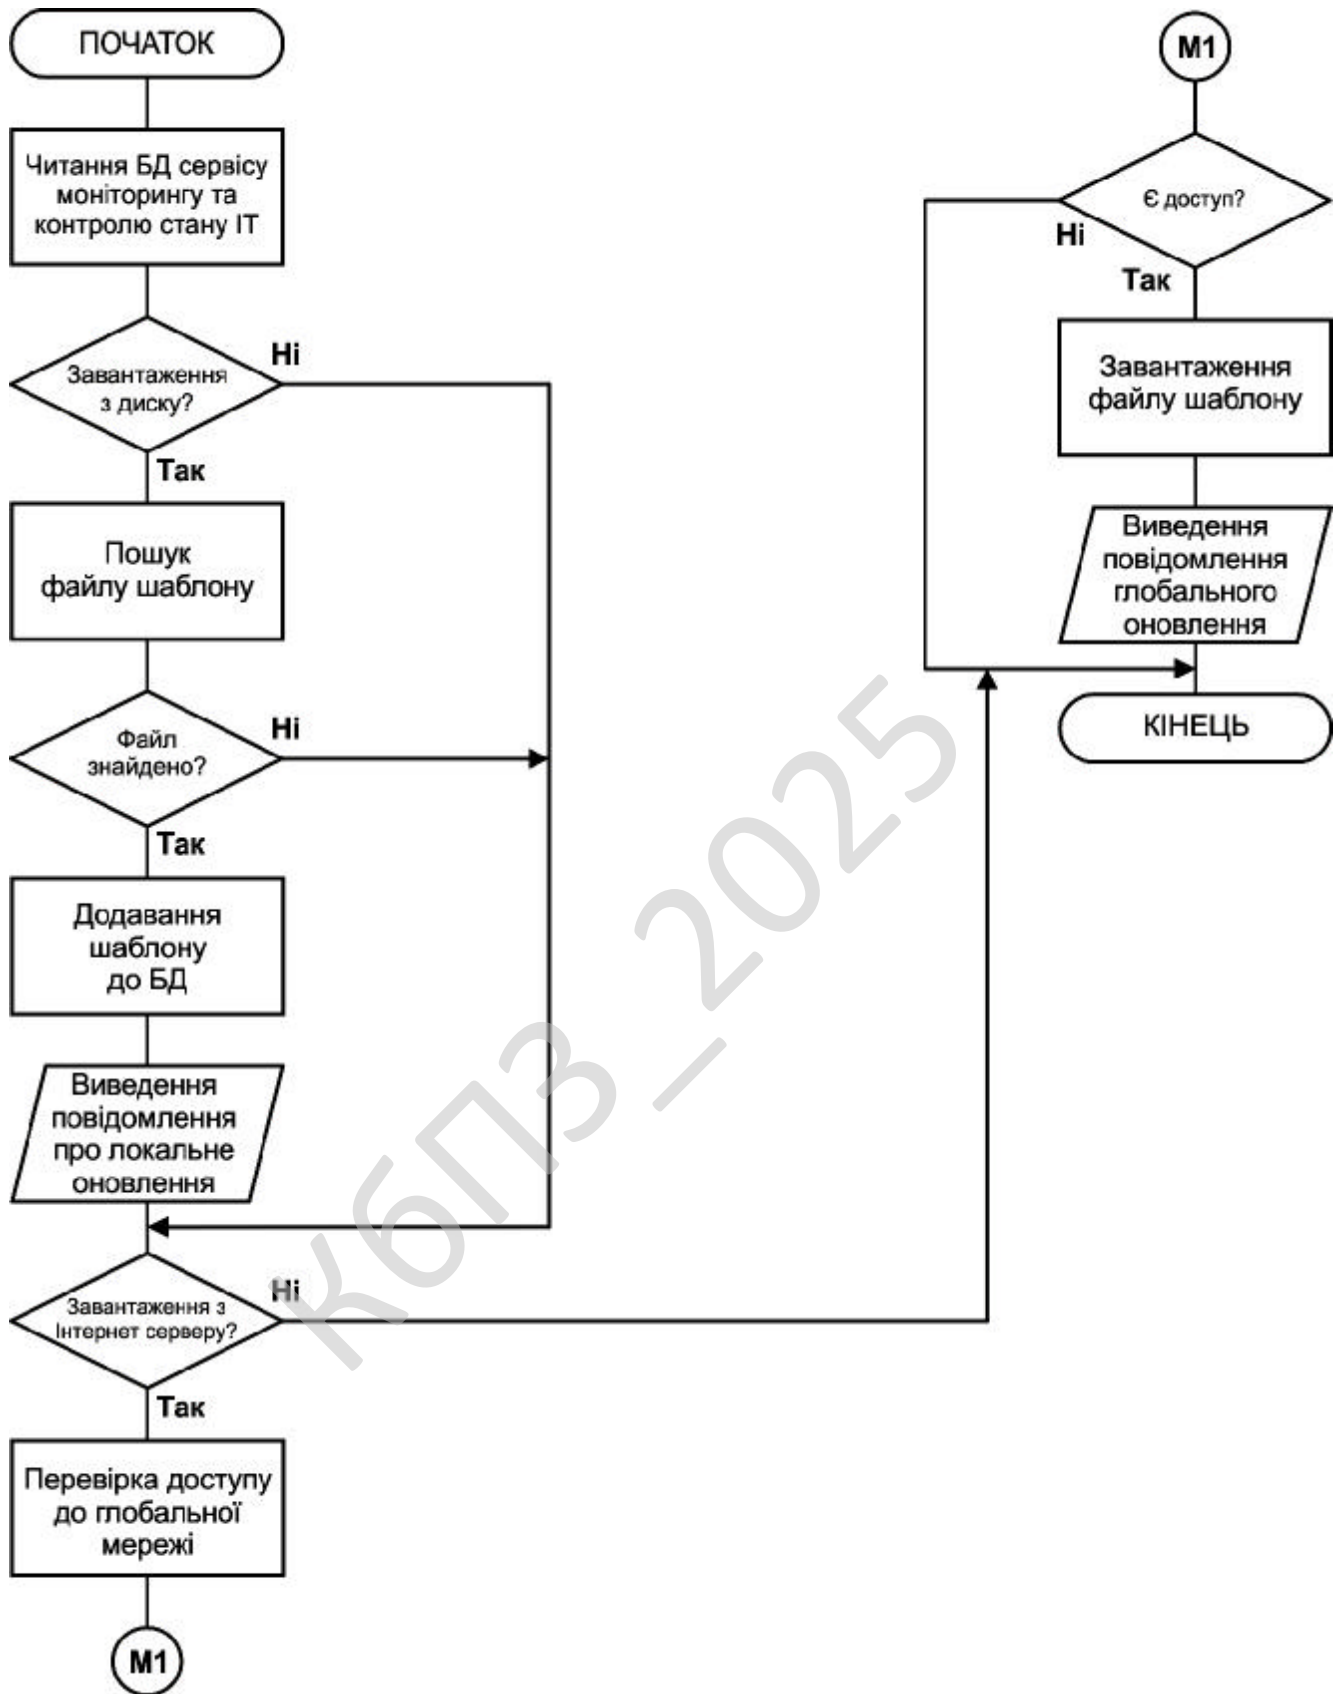 ПОЧАТОК
Читання БД сервісу
моніторингу та
контролю стану ІТ
Завантаження
з диску?
Ні
Так
Пошук
файлу шаблону
Файл
знайдено?
Ні
Так
Додавання
шаблону
до БД
Виведення
повідомлення
про локальне
оновлення
Завантаження з
Інтернет серверу?
Ні
Так
Перевірка доступу
до глобальної
мережі
М1
М1
Є доступ?
Ні
Так
Завантаження
файлу шаблону
Виведення
повідомлення
глобального
оновлення
КІНЕЦЬ
КбПЗ_2025